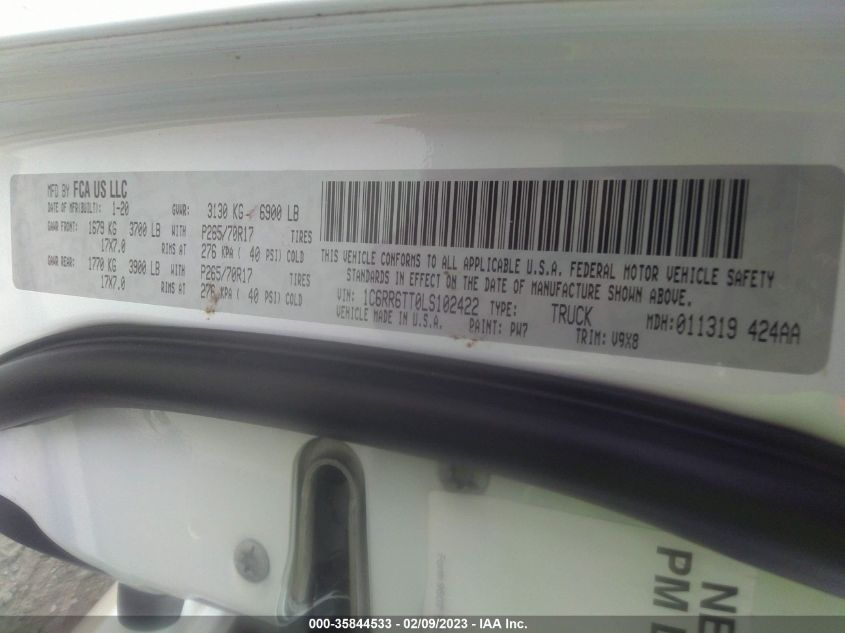 MFD BY FCA US LLC
DATE OF MFR(BUILT): 1-20 GVWR: 3130 KG 6900 LB
GAWR FRONT: 1679 KG 3700 LB WITH P265/70R17 TIRES
17X7.0 RIMS AT 276 KPA ( 40 PSI) COLD
GAWR REAR: 1770 KG 3900 LB WITH P265/70R17 TIRES
17X7.0 RIMS AT 276 KPA ( 40 PSI) COLD
THIS VEHICLE CONFORMS TO ALL APPLICABLE U.S.A. FEDERAL MOTOR VEHICLE SAFETY
STANDARDS IN EFFECT ON THE DATE OF MANUFACTURE SHOWN ABOVE.
VIN: 1C6RR6TT0LS102422 TYPE: TRUCK MDH:011319 424AA
VEHICLE MADE IN U.S.A. PAINT: PW7 TRIM: V9X8
NE
PM
000-35844533 - 02/09/2023 - IAA Inc.